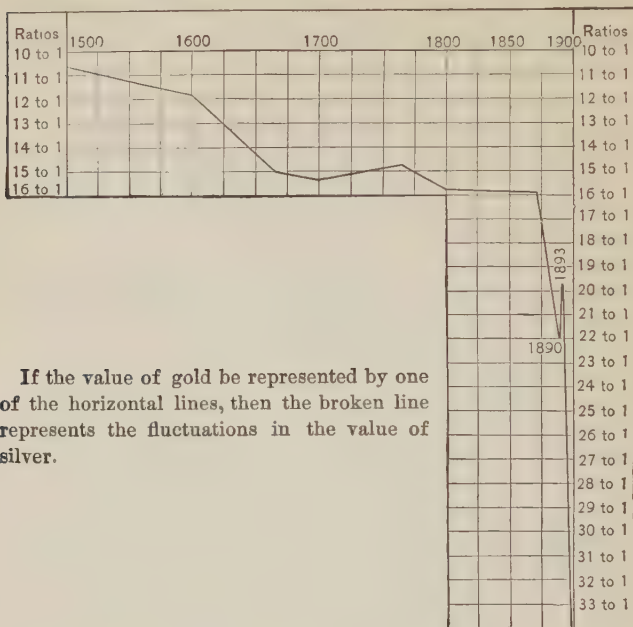 Ratios
1500 1600 1700 1800 1850 1900
Ratios
10 to 1
11 to 1
12 to 1
13 to 1
14 to 1
15 to 1
16 to 1
10 to 1
11 to 1
12 to 1
13 to 1
14 to 1
15 to 1
16 to 1
17 to 1
18 to 1
19 to 1
20 to 1
21 to 1
22 to 1
23 to 1
24 to 1
25 to 1
26 to 1
27 to 1
28 to 1
29 to 1
30 to 1
31 to 1
32 to 1
33 to 1
1893
1890
If the value of gold be represented by one
of the horizontal lines, then the broken line
represents the fluctuations in the value of
silver.